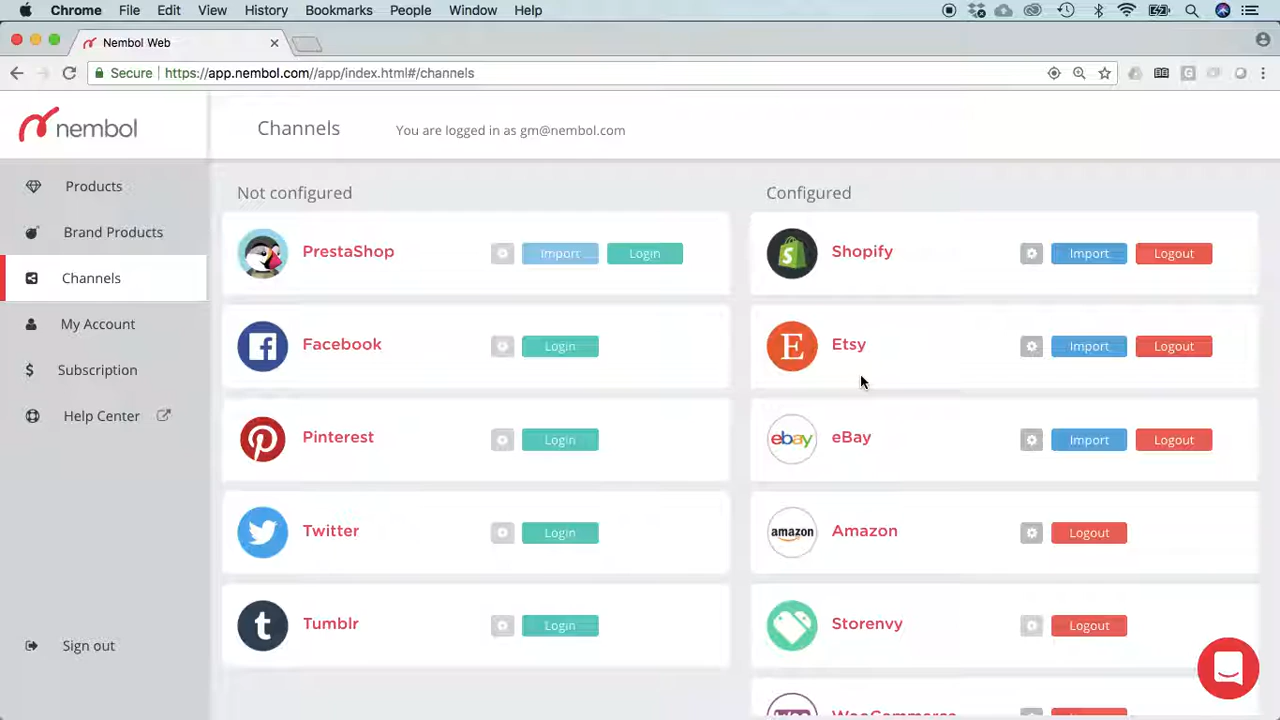 Chrome File Edit View History Bookmarks People Window Help
Nembol Web
Secure https://app.nembol.com//app/index.html#/channels
nembol
Channels You are logged in as gm@nembol.com
Products
Brand Products
Channels
My Account
Subscription
Help Center
Sign out
Not configured
PrestaShop Import Login
Facebook Login
Pinterest Login
Twitter Login
Tumblr Login
Configured
Shopify Import Logout
Etsy Import Logout
ebay eBay Import Logout
amazon Amazon Logout
Storenvy Logout
WooCommerce